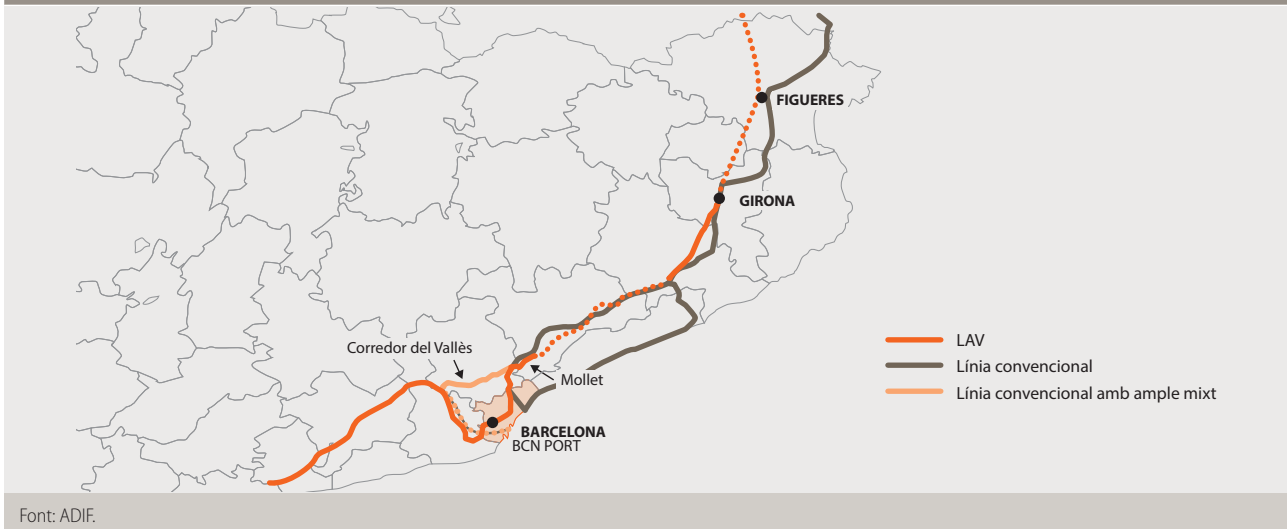 FIGUERES
GIRONA
Corredor del Vallès
Mollet
BARCELONA
BCN PORT
LAV
Línia convencional
Línia convencional amb ample mixt
Font: ADIF.